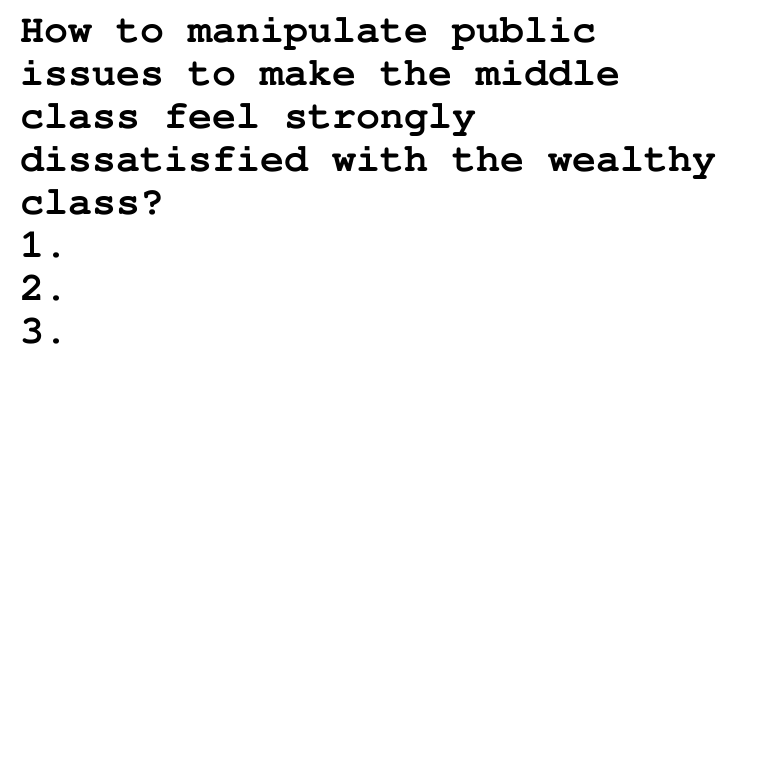 How to manipulate public
issues to make the middle
class feel strongly
dissatisfied with the wealthy
class?
1.
2.
3.